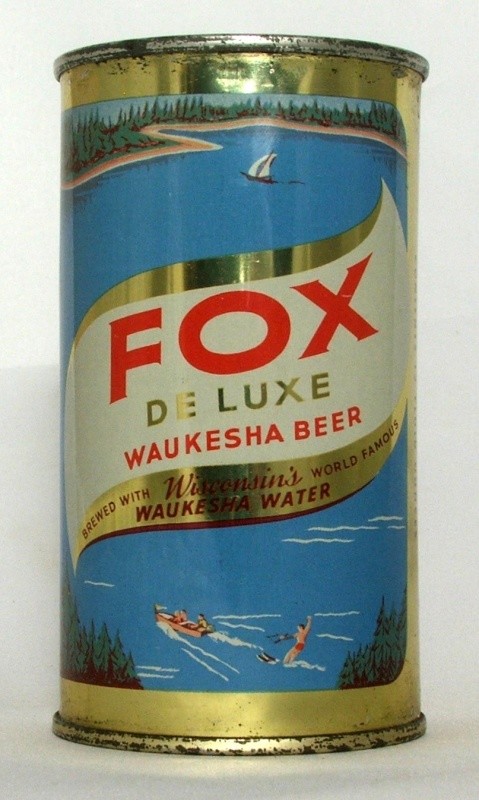 FOX
DE LUXE
WAUKESHA BEER
BREWED WITH Wisconsin's WORLD FAMOUS
WAUKESHA WATER